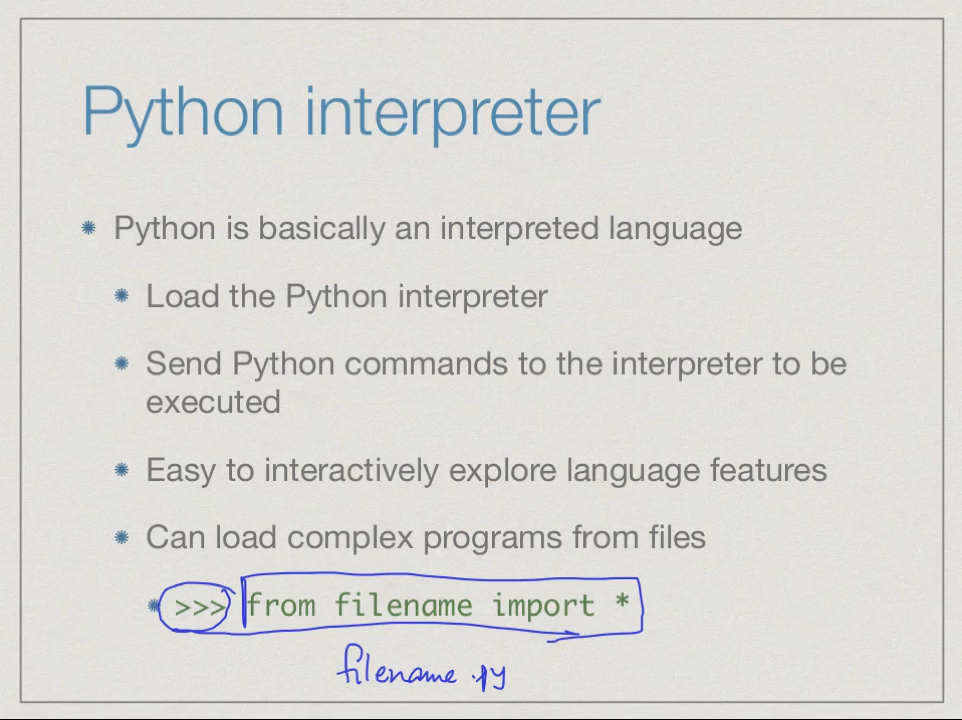 Python interpreter
Python is basically an interpreted language
Load the Python interpreter
Send Python commands to the interpreter to be
executed
Easy to interactively explore language features
Can load complex programs from files
>>> from filename import *
filename.py